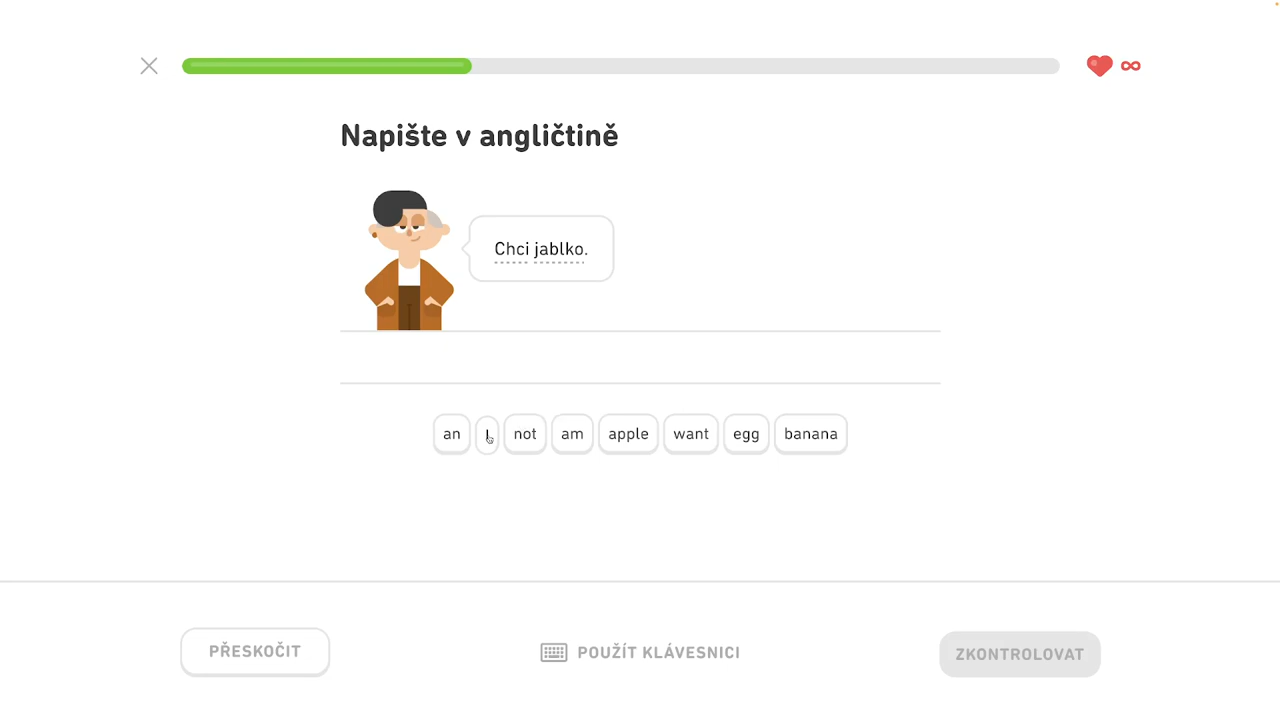 Napište v angličtině
Chci jablko.
an I not am apple want egg banana
PŘESKOČIT
POUŽÍT KLÁVESNICI
ZKONTROLOVAT